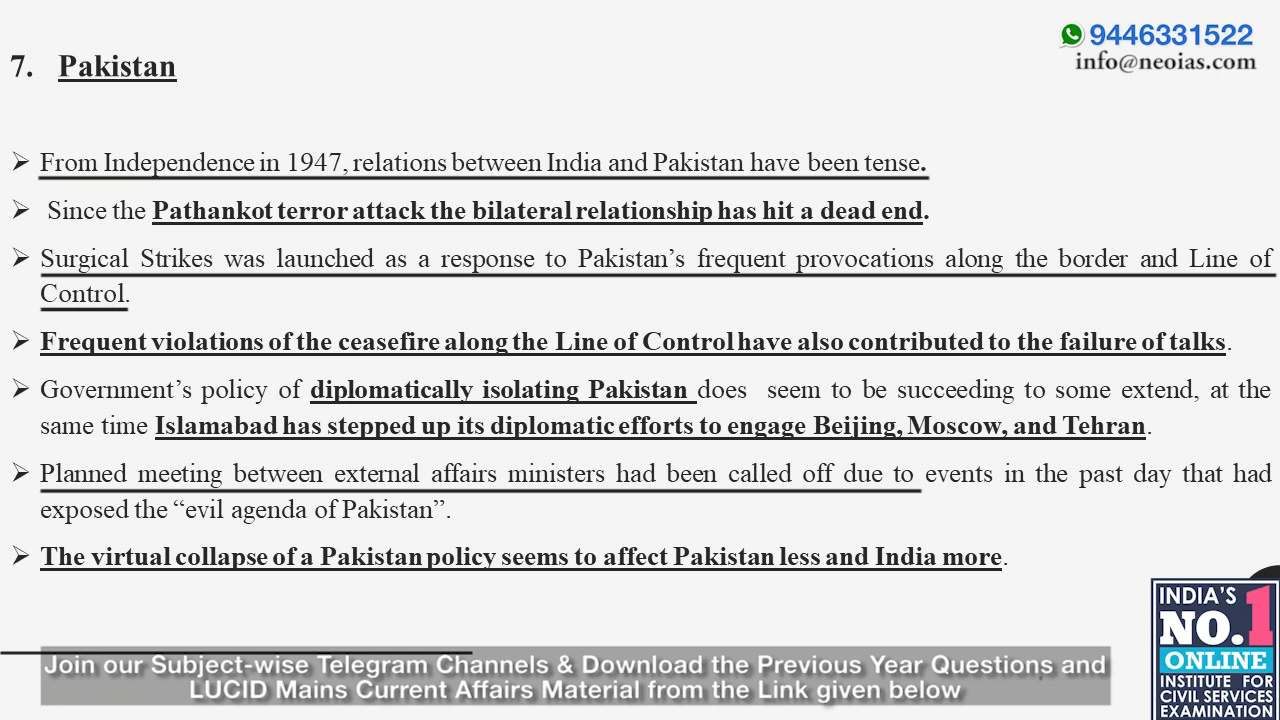 9446331522
info@neoias.com
7. Pakistan
➢ From Independence in 1947, relations between India and Pakistan have been tense.
➢ Since the Pathankot terror attack the bilateral relationship has hit a dead end.
➢ Surgical Strikes was launched as a response to Pakistan’s frequent provocations along the border and Line of
Control.
➢ Frequent violations of the ceasefire along the Line of Control have also contributed to the failure of talks.
➢ Government’s policy of diplomatically isolating Pakistan does seem to be succeeding to some extend, at the
same time Islamabad has stepped up its diplomatic efforts to engage Beijing, Moscow, and Tehran.
➢ Planned meeting between external affairs ministers had been called off due to events in the past day that had
exposed the “evil agenda of Pakistan”.
➢ The virtual collapse of a Pakistan policy seems to affect Pakistan less and India more.
INDIA’S
NO.1
ONLINE
INSTITUTE FOR
CIVIL SERVICES
EXAMINATION
Join our Subject-wise Telegram Channels & Download the Previous Year Questions and
LUCID Mains Current Affairs Material from the Link given below